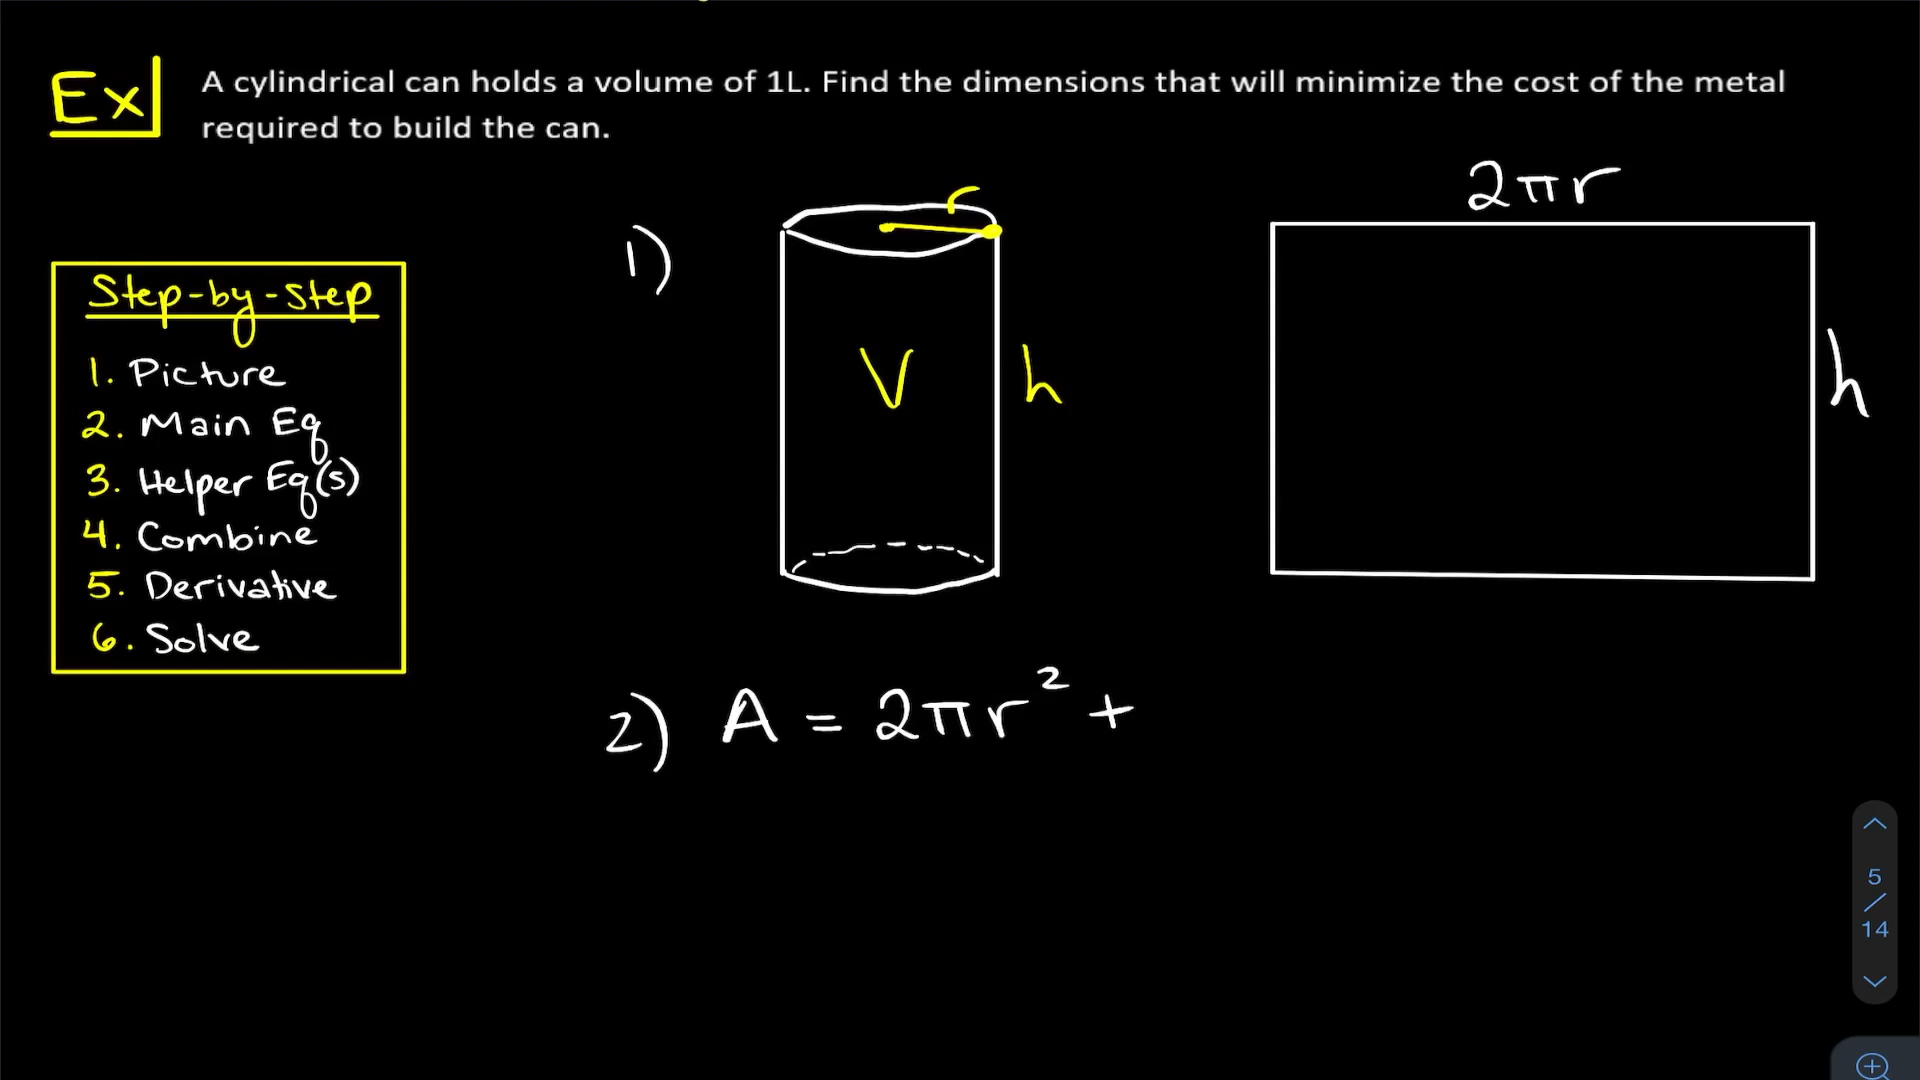 Ex
A cylindrical can holds a volume of 1L. Find the dimensions that will minimize the cost of the metal
required to build the can.
Step-by-step
1. Picture
2. Main Eq
3. Helper Eq(s)
4. Combine
5. Derivative
6. Solve
1)
r
V
h
2πr
h
2) A = 2πr² +
5
/
14